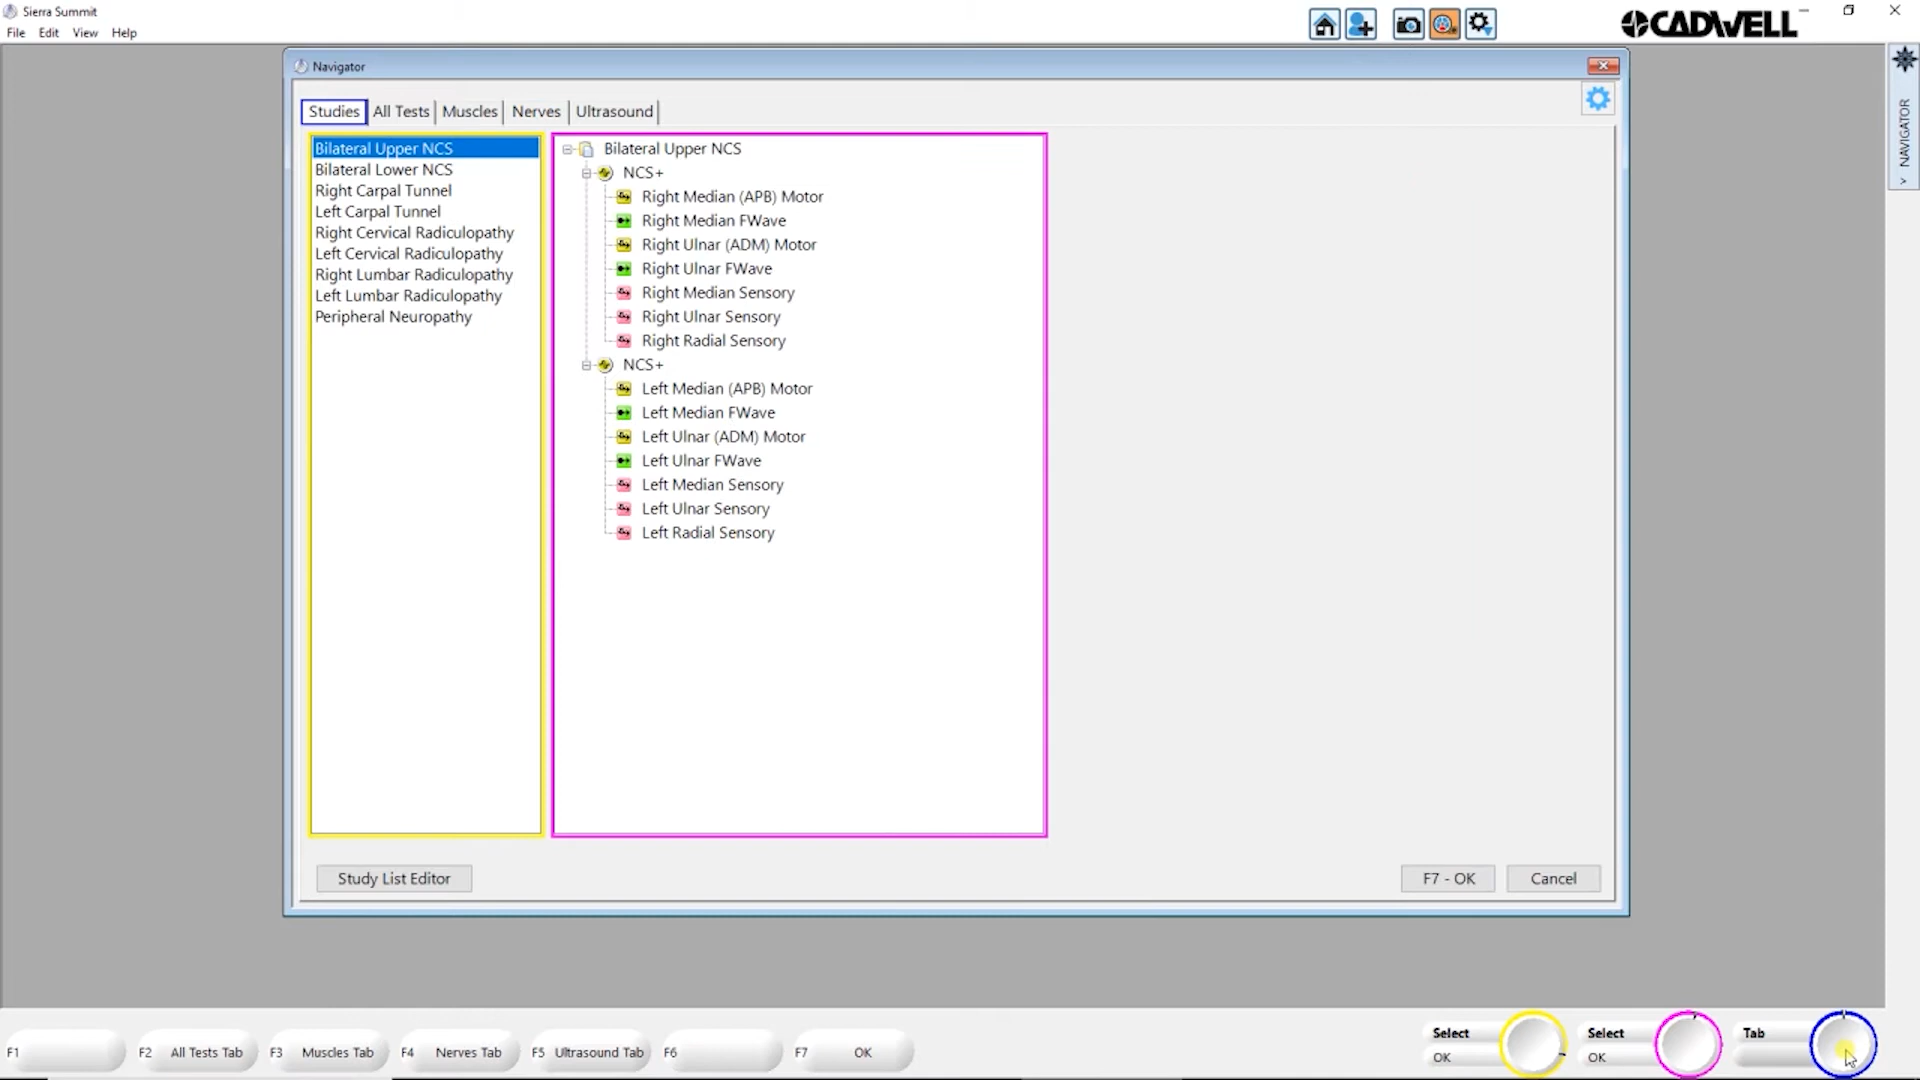 Sierra Summit
File Edit View Help
CADWELL
Navigator
NAVIGATOR
Studies All Tests Muscles Nerves Ultrasound
Bilateral Upper NCS
Bilateral Lower NCS
Right Carpal Tunnel
Left Carpal Tunnel
Right Cervical Radiculopathy
Left Cervical Radiculopathy
Right Lumbar Radiculopathy
Left Lumbar Radiculopathy
Peripheral Neuropathy
Bilateral Upper NCS
NCS+
Right Median (APB) Motor
Right Median FWave
Right Ulnar (ADM) Motor
Right Ulnar FWave
Right Median Sensory
Right Ulnar Sensory
Right Radial Sensory
NCS+
Left Median (APB) Motor
Left Median FWave
Left Ulnar (ADM) Motor
Left Ulnar FWave
Left Median Sensory
Left Ulnar Sensory
Left Radial Sensory
Study List Editor
F7 - OK
Cancel
F1
F2 All Tests Tab
F3 Muscles Tab
F4 Nerves Tab
F5 Ultrasound Tab
F6
F7 OK
Select
OK
Select
OK
Tab